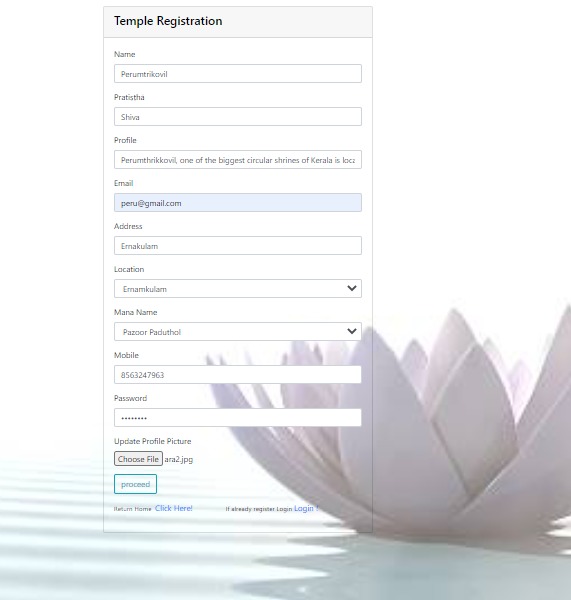 Temple Registration
Name
Perumtrikovil
Pratistha
Shiva
Profile
Perumthrikkovil, one of the biggest circular shrines of Kerala is loca
Email
peru@gmail.com
Address
Ernakulam
Location
Ernamkulam
Mana Name
Pazoor Paduthol
Mobile
8563247963
Password
••••••••
Update Profile Picture
Choose File ara2.jpg
proceed
Return Home Click Here! If already register Login Login !